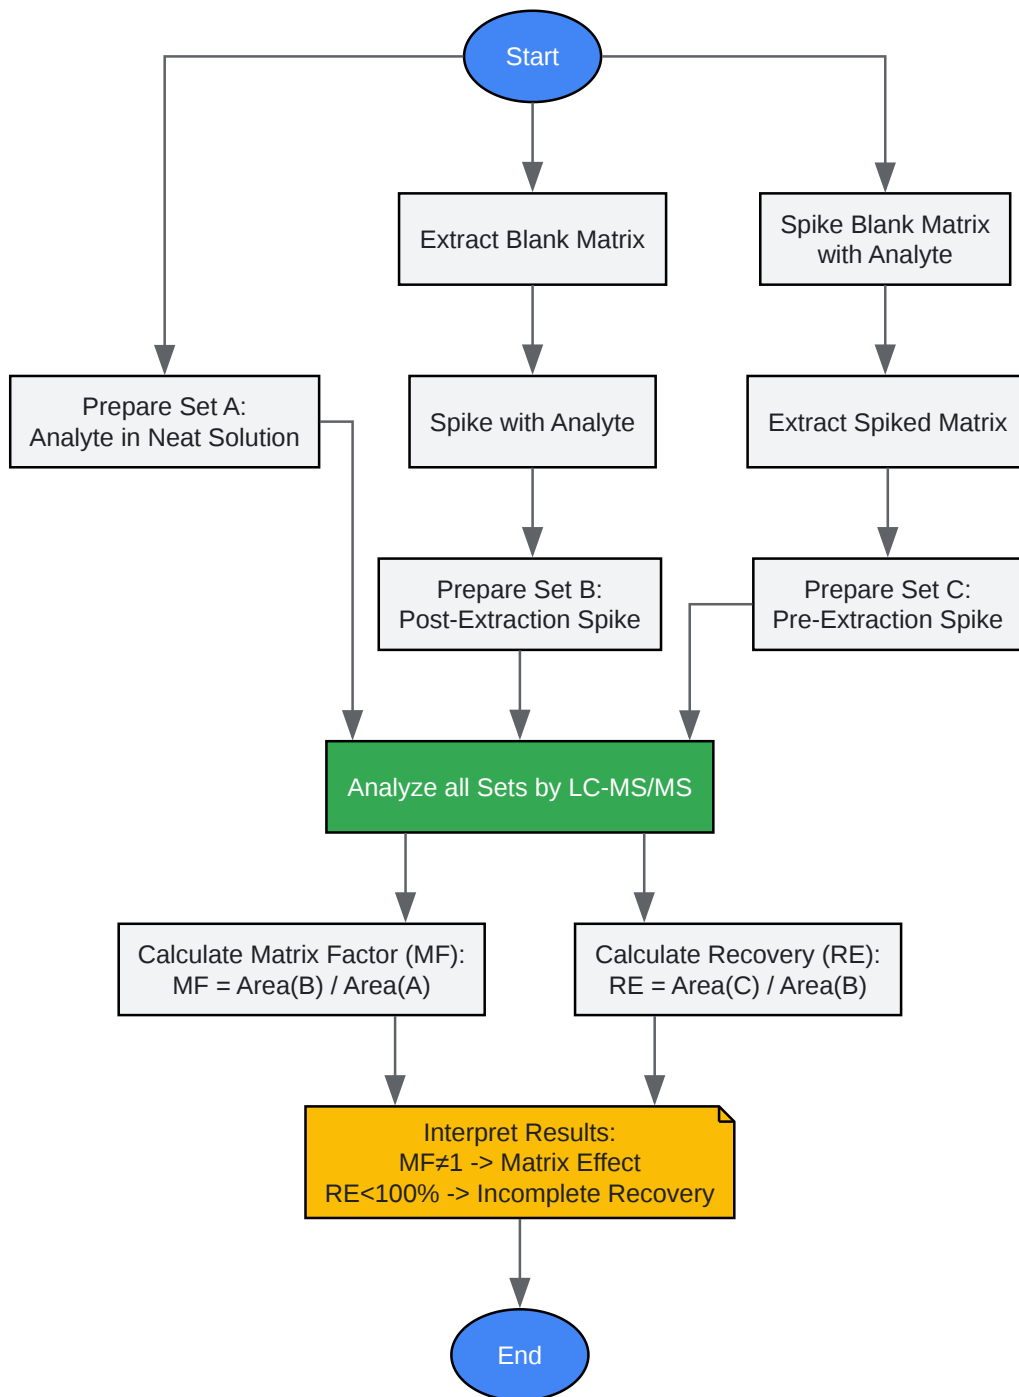 Start
Extract Blank Matrix
Spike Blank Matrix
with Analyte
Prepare Set A:
Analyte in Neat Solution
Spike with Analyte
Extract Spiked Matrix
Prepare Set B:
Post-Extraction Spike
Prepare Set C:
Pre-Extraction Spike
Analyze all Sets by LC-MS/MS
Calculate Matrix Factor (MF):
MF = Area(B) / Area(A)
Calculate Recovery (RE):
RE = Area(C) / Area(B)
Interpret Results:
MF≠1 -> Matrix Effect
RE<100% -> Incomplete Recovery
End